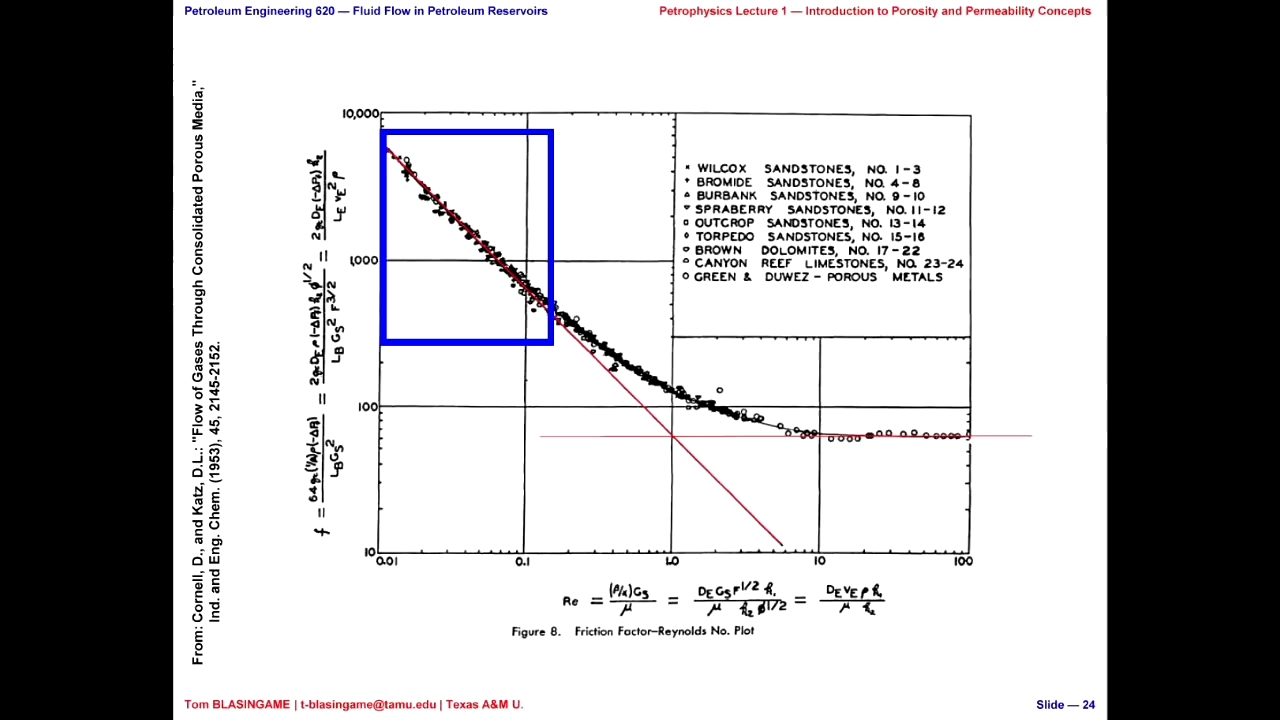 Petroleum Engineering 620 — Fluid Flow in Petroleum Reservoirs
Petrophysics Lecture 1 — Introduction to Porosity and Permeability Concepts
From: Cornell, D., and Katz, D.L.: "Flow of Gases Through Consolidated Porous Media,"
Ind. and Eng. Chem. (1953), 45, 2145-2152.
10,000
1,000
100
10
WILCOX SANDSTONES, NO. 1-3
BROMIDE SANDSTONES, NO. 4-8
BURBANK SANDSTONES, NO. 9-10
SPRABERRY SANDSTONES, NO. 11-12
OUTCROP SANDSTONES, NO. 13-14
TORPEDO SANDSTONES, NO. 15-16
BROWN DOLOMITES, NO. 17-22
CANYON REEF LIMESTONES, NO. 23-24
GREEN & DUWEZ - POROUS METALS
0.01 0.1 1.0 10 100
Re =
Figure 8. Friction Factor–Reynolds No. Plot
Tom BLASINGAME | t-blasingame@tamu.edu | Texas A&M U.
Slide — 24